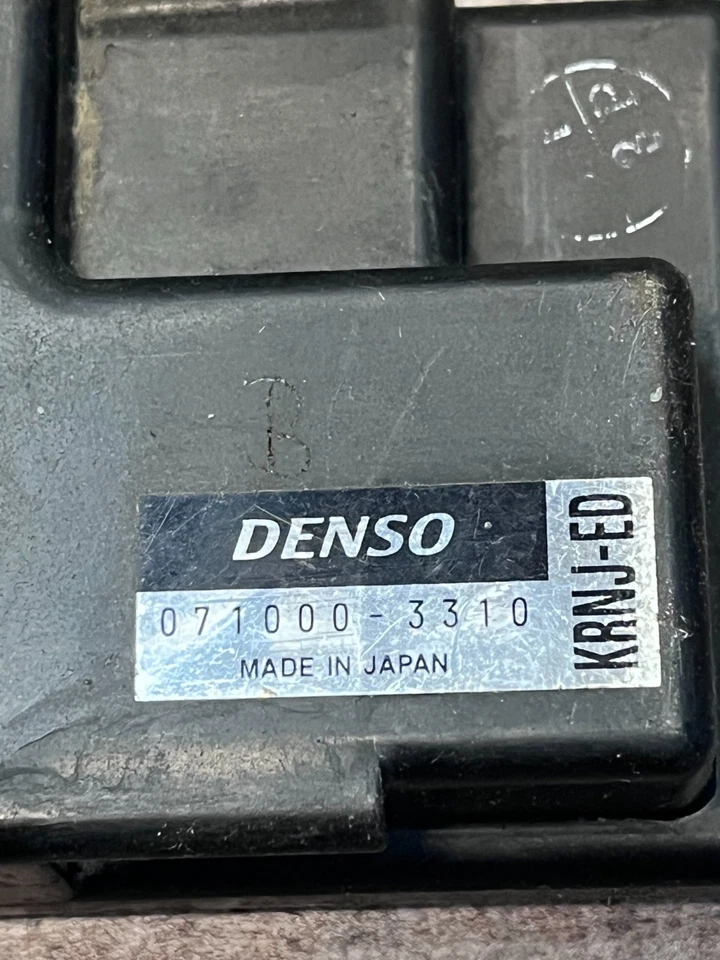 B
DENSO
071000-3310
MADE IN JAPAN
KRNJ-ED